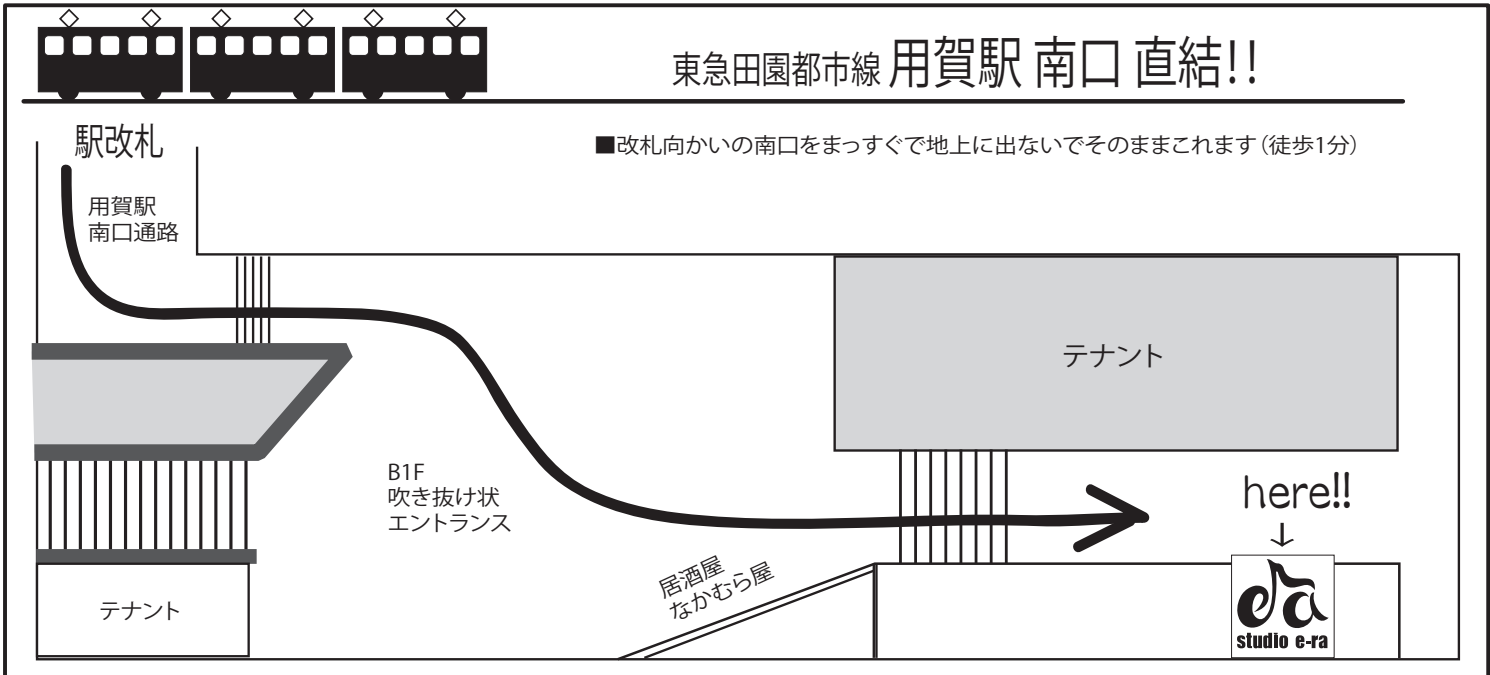 東急田園都市線 用賀駅 南口 直結!!
駅改札
■改札向かいの南口をまっすぐで地上に出ないでそのままこれます（徒歩1分）
用賀駅
南口通路
テナント
B1F
吹き抜け状
エントランス
here!!
↓
居酒屋
なかむら屋
テナント
era
studio e-ra